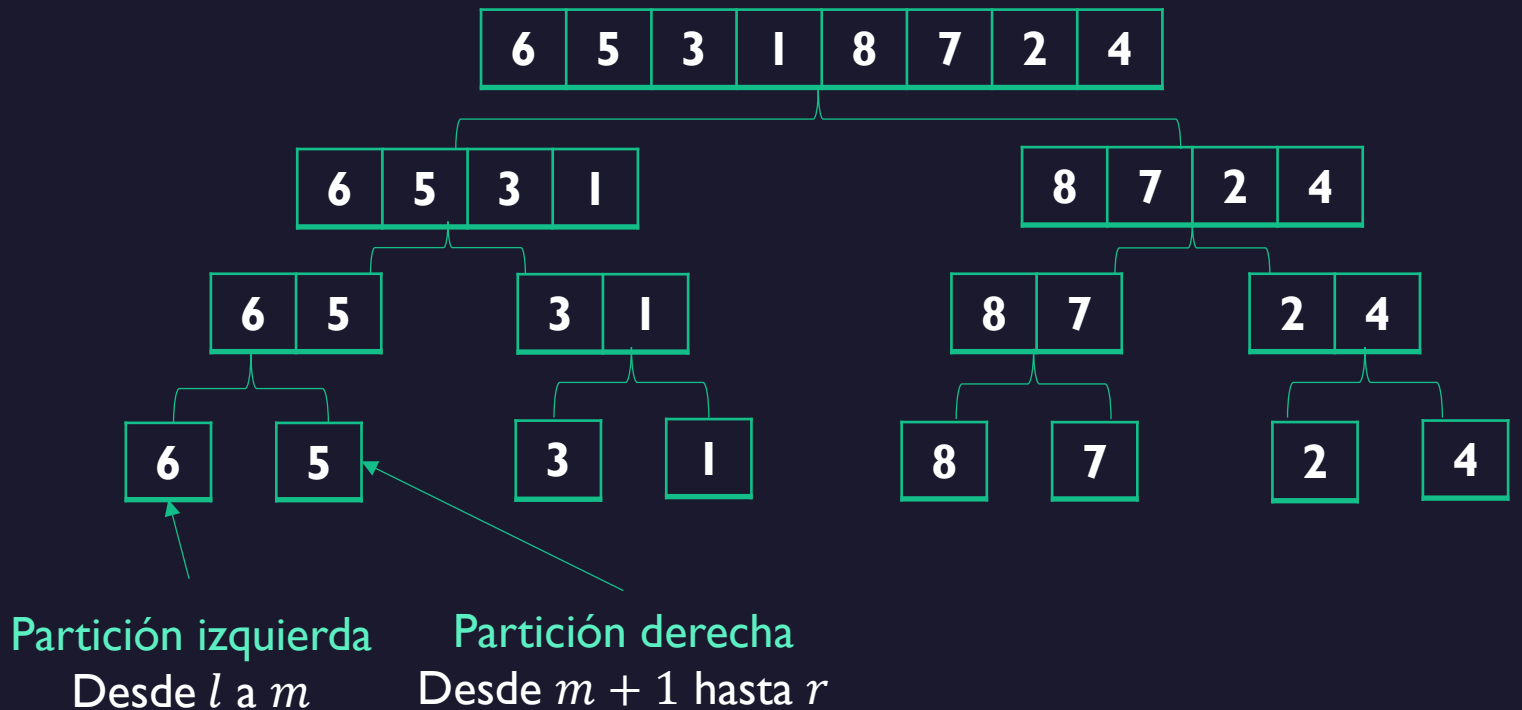 6 5 3 1 8 7 2 4
6 5 3 1
8 7 2 4
6 5
3 1
8 7
2 4
6
5
3
1
8
7
2
4
Partición izquierda
Desde l a m
Partición derecha
Desde m + 1 hasta r